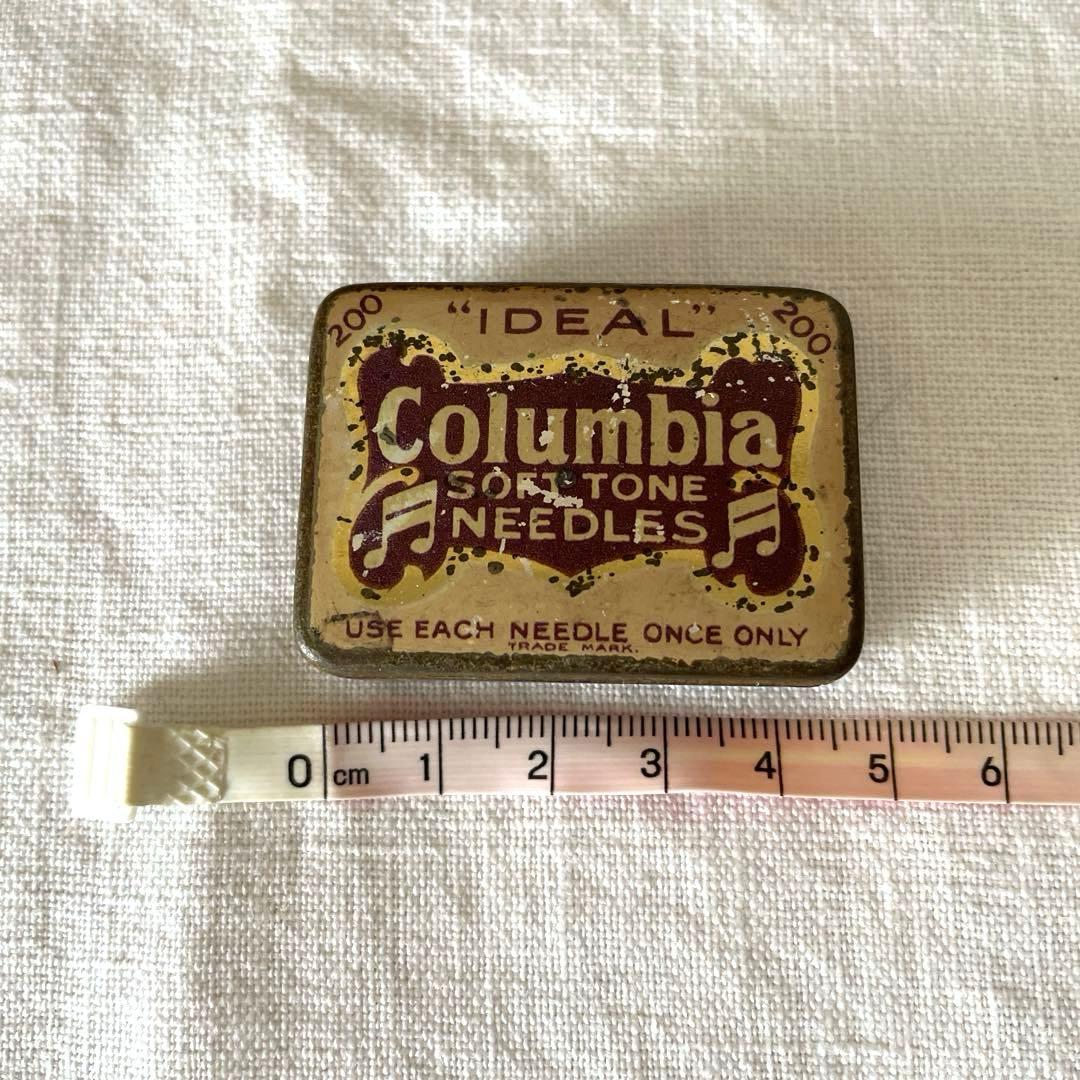 200 "IDEAL" 200
Columbia
SOFT TONE
NEEDLES
USE EACH NEEDLE ONCE ONLY
TRADE MARK.
0 cm 1 2 3 4 5 6